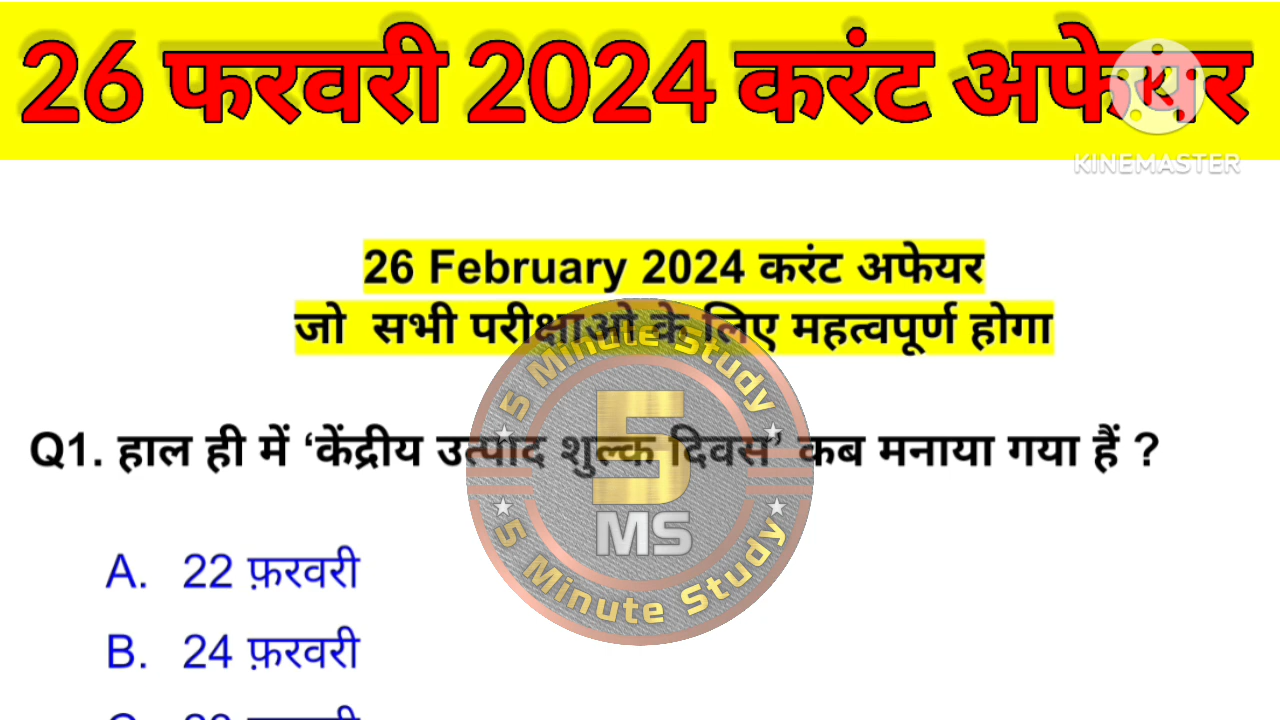 26 फरवरी 2024 करंट अफेयर
KINEMASTER
26 February 2024 करंट अफेयर
जो सभी परीक्षाओ के लिए महत्वपूर्ण होगा
5 Minute Study
Q1. हाल ही में ‘केंद्रीय उत्पाद शुल्क दिवस’ कब मनाया गया हैं ?
5
MS
5 Minute Study
A. 22 फ़रवरी
B. 24 फ़रवरी